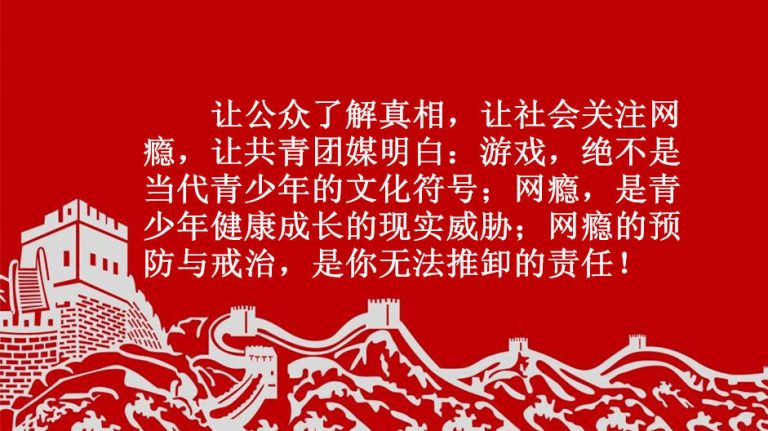 让公众了解真相，让社会关注网
瘾，让共青团媒明白：游戏，绝不是
当代青少年的文化符号；网瘾，是青
少年健康成长的现实威胁；网瘾的预
防与戒治，是你无法推卸的责任！